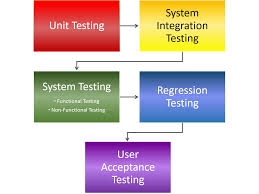 Unit Testing
System
Integration
Testing
System Testing
• Functional Testing
• Non-Functional Testing
Regression
Testing
User
Acceptance
Testing